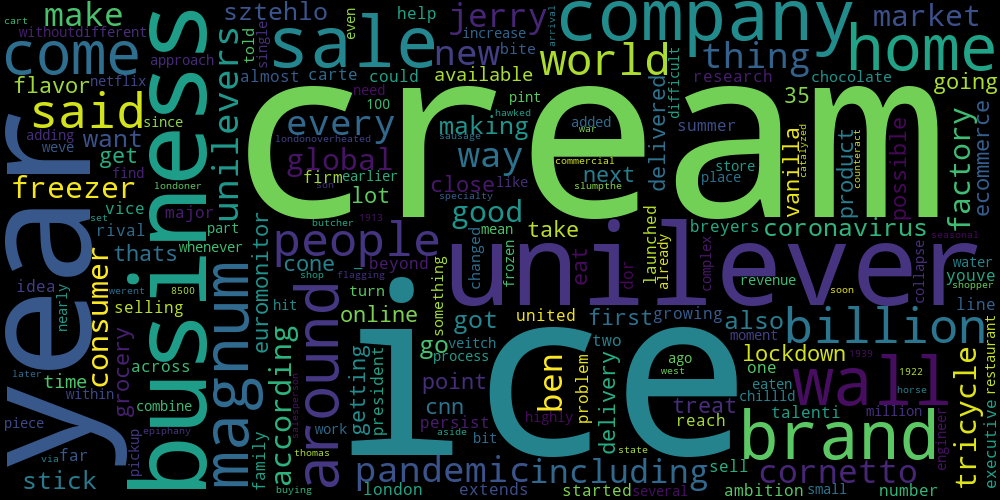 make
come
said
flavor
withoutdifferent
netflix
adding
since
weve
want
get
find
freezer
year
business
unilevers
sztehlo
sale
cart
approach
told
single
almost
carte
could
help
even
jerry
increase
bite
arrival
new
available
company
world
thing
home
market
difficult
research
chocolate
going
ecommerce
cream
ice
need
100
hawked
londonoverheated
every
global
firm
earlier
son
close
like
lot
butcher
1913
specialty
making
pint
added
sausage
war
way
commercial
next
slumpthe
delivered
summer
store
place
35
vanilla
catalyzed
product
counteract
possible
factory
londoner
set
vice
rival
major
part
thats
whenever
idea
nearly
consumer
selling
across
time
grocery
within
werent
8500
later
combine
piece
pickup
via
far
epiphany
stick
magnum
euromonitor
family
people
cone
shop
beyond
flagging
hit
turn
according
salesperson
around
online
work
thomas
buying
getting
president
pandemic
london
extends
good
mean
take
changed
frozen
something
go
got
veitch
process
point
cnn
persist
aside
bit
unilever
eat
dor
launched
already
complex
breyers
coronavirus
seasonal
revenue
collapse
water
youve
shopper
soon
line
united
first
growing
two
ben
problem
highly
delivery
ago
west
treat
reach
state
including
started
several
sell
also
moment
billion
lockdown
1939
one
eaten
chillld
talenti
million
wall
1922
horse
brand
cornetto
ambition
small
number
engineer
tricycle
executive
restaurant